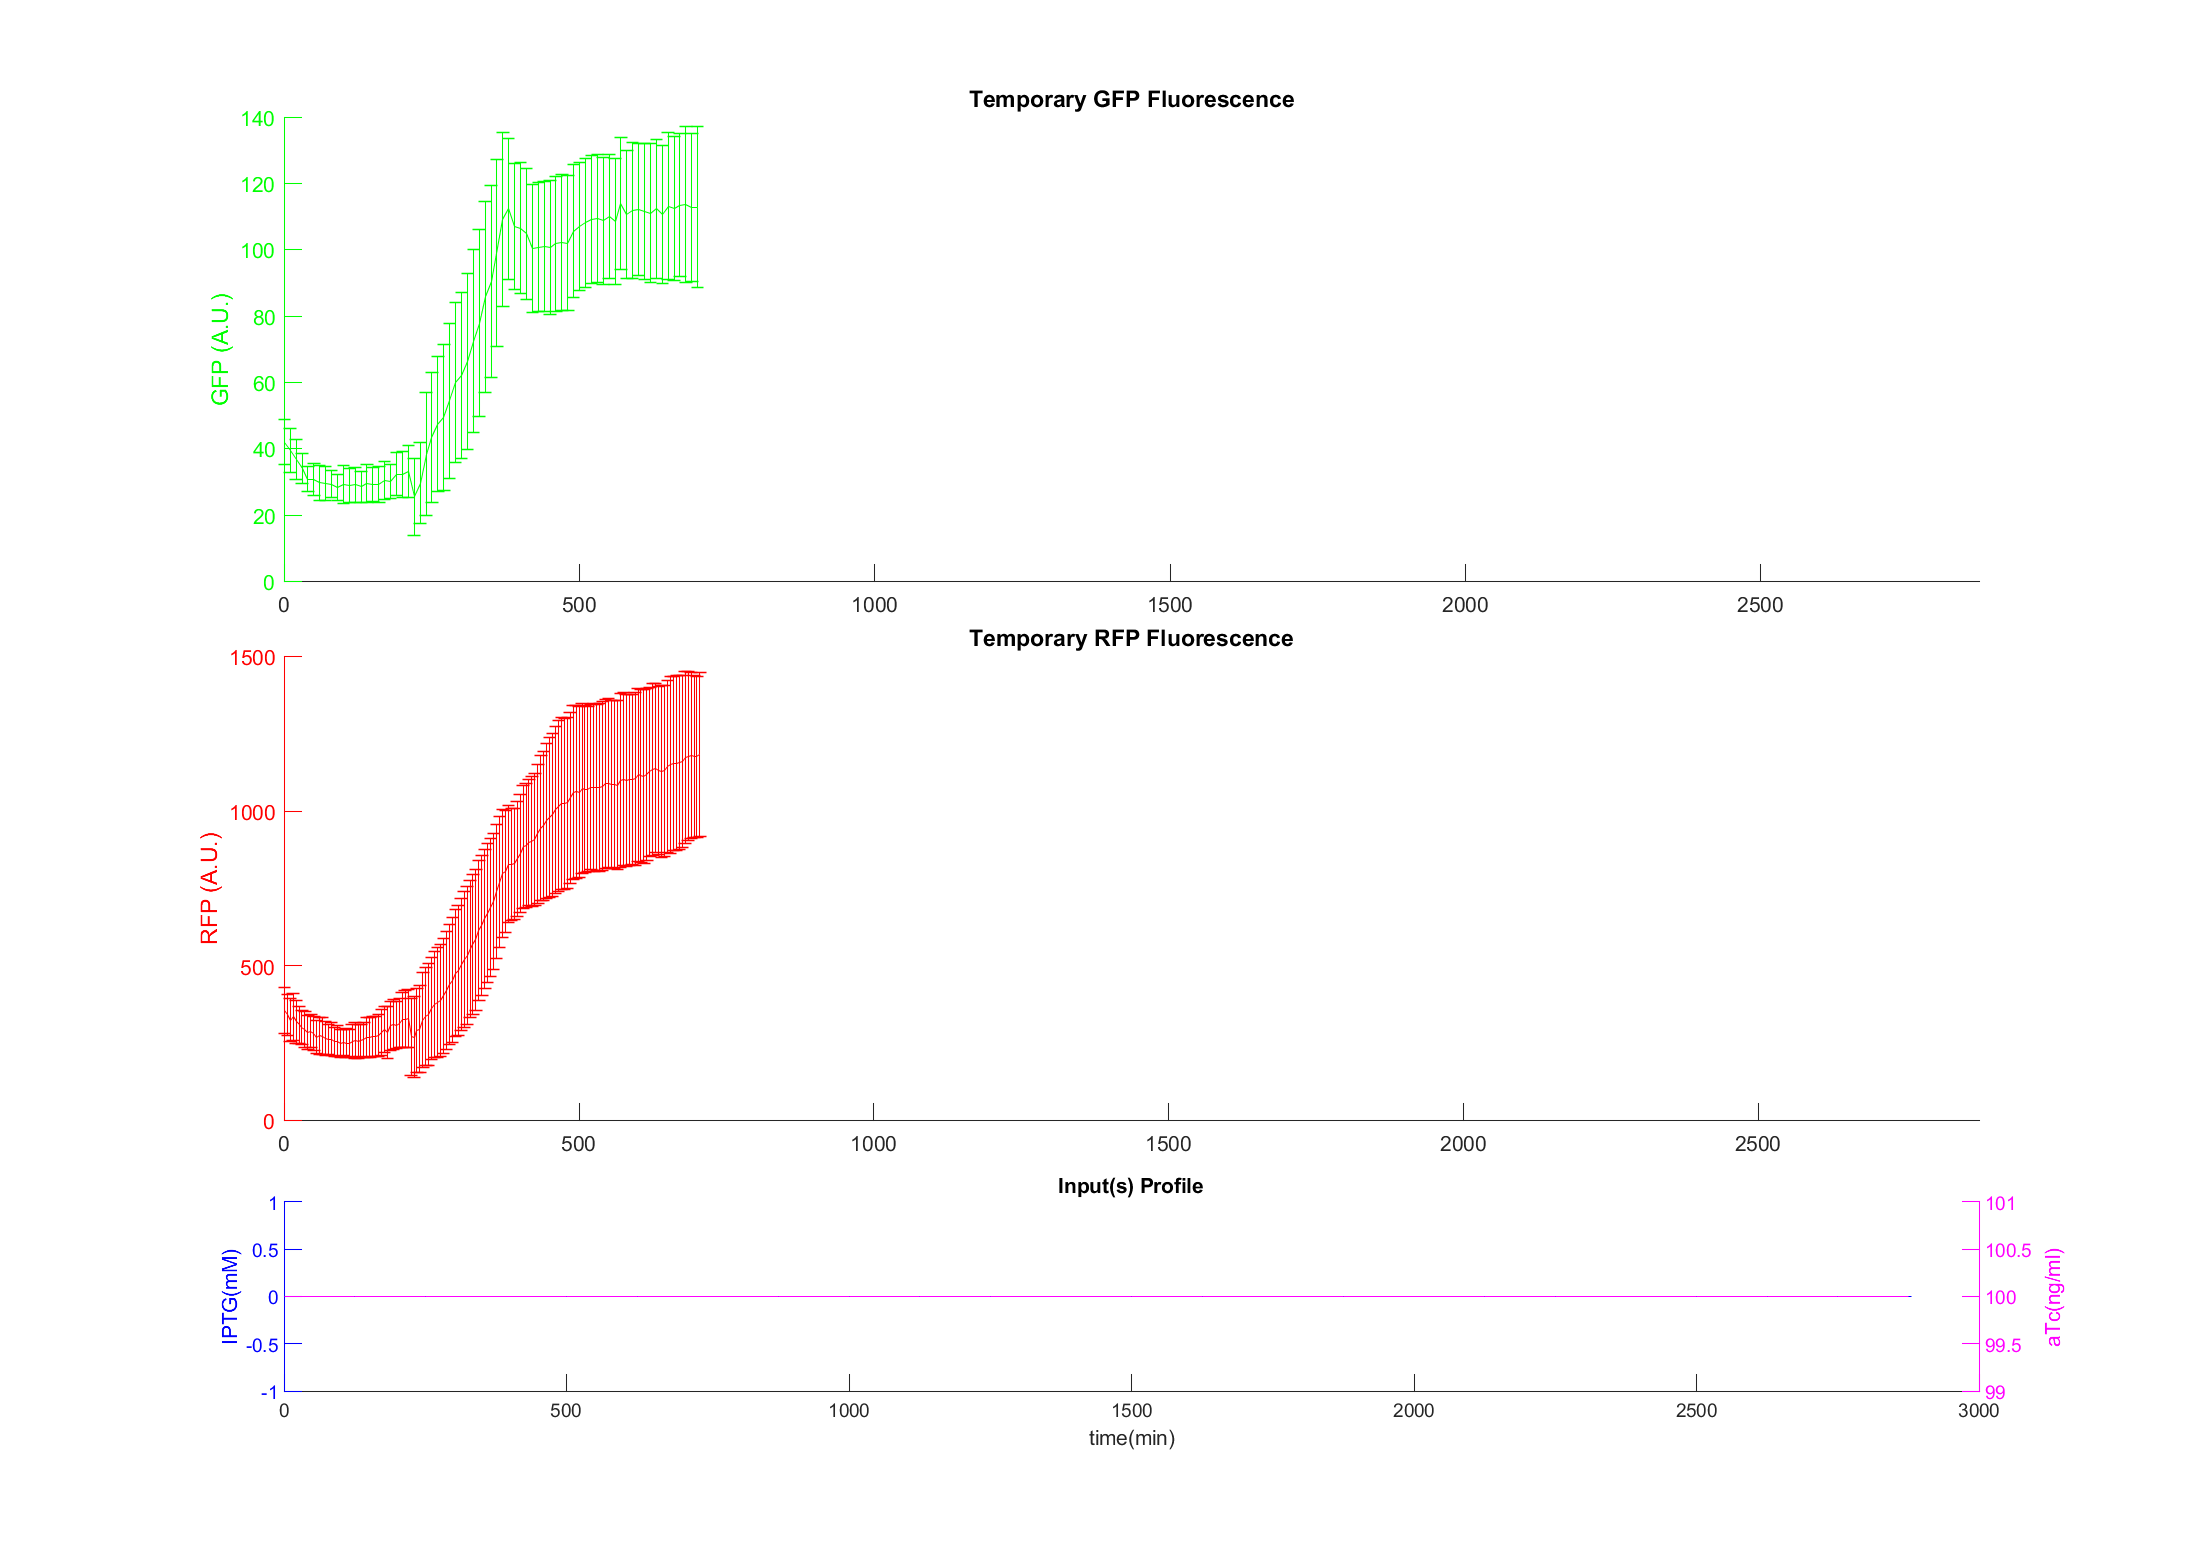 Temporary GFP Fluorescence
140
120
100
80
60
40
20
0
GFP (A.U.)
0 500 1000 1500 2000 2500
Temporary RFP Fluorescence
1500
1000
500
0
RFP (A.U.)
0 500 1000 1500 2000 2500
Input(s) Profile
1
0.5
0
-0.5
-1
IPTG(mM)
101
100.5
100
99.5
99
aTc(ng/ml)
0 500 1000 1500 2000 2500 3000
time(min)